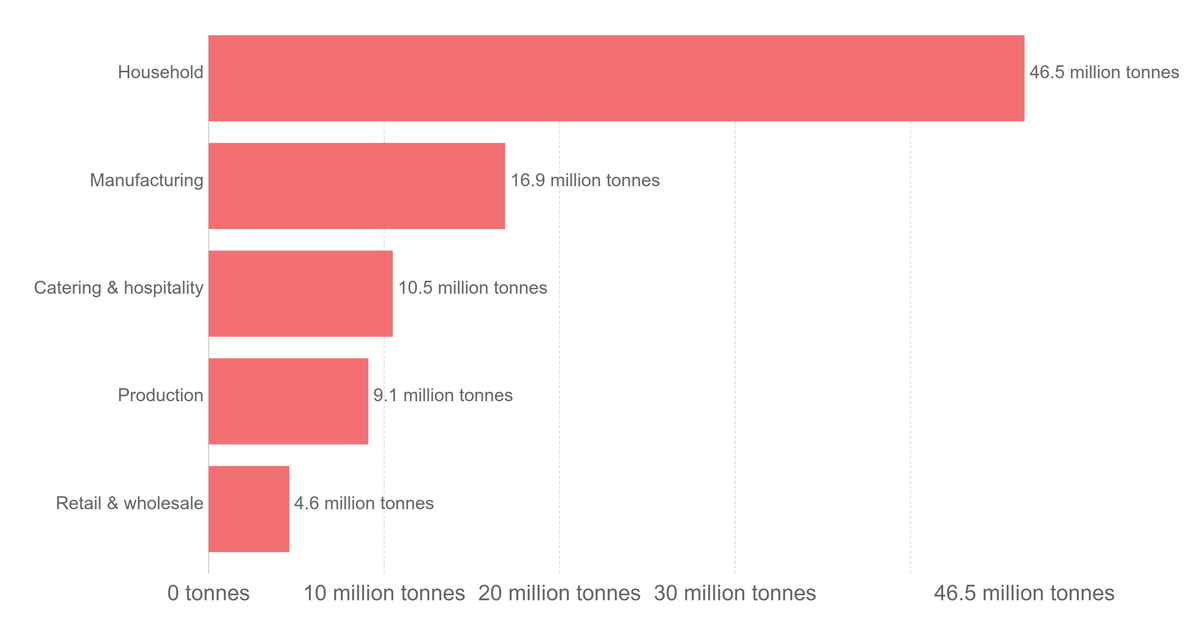 Household 46.5 million tonnes
Manufacturing 16.9 million tonnes
Catering & hospitality 10.5 million tonnes
Production 9.1 million tonnes
Retail & wholesale 4.6 million tonnes
0 tonnes 10 million tonnes 20 million tonnes 30 million tonnes 46.5 million tonnes